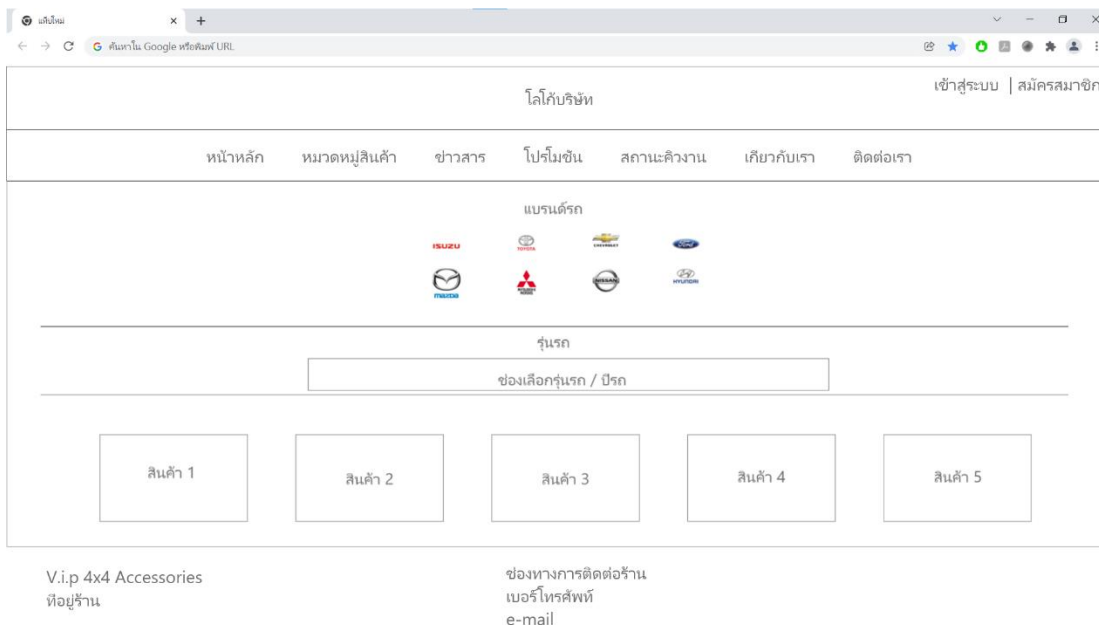 แท็บใหม่
ค้นหาใน Google หรือพิมพ์ URL
เข้าสู่ระบบ | สมัครสมาชิก
โลโก้บริษัท
หน้าหลัก หมวดหมู่สินค้า ข่าวสาร โปรโมชัน สถานะคิวงาน เกี่ยวกับเรา ติดต่อเรา
แบรนด์รถ
ISUZU TOYOTA CHEVROLET Ford
mazda MITSUBISHI MOTORS NISSAN HYUNDAI
รุ่นรถ
ช่องเลือกรุ่นรถ / ปีรถ
สินค้า 1 สินค้า 2 สินค้า 3 สินค้า 4 สินค้า 5
V.i.p 4x4 Accessories
ที่อยู่ร้าน
ช่องทางการติดต่อร้าน
เบอร์โทรศัพท์
e-mail